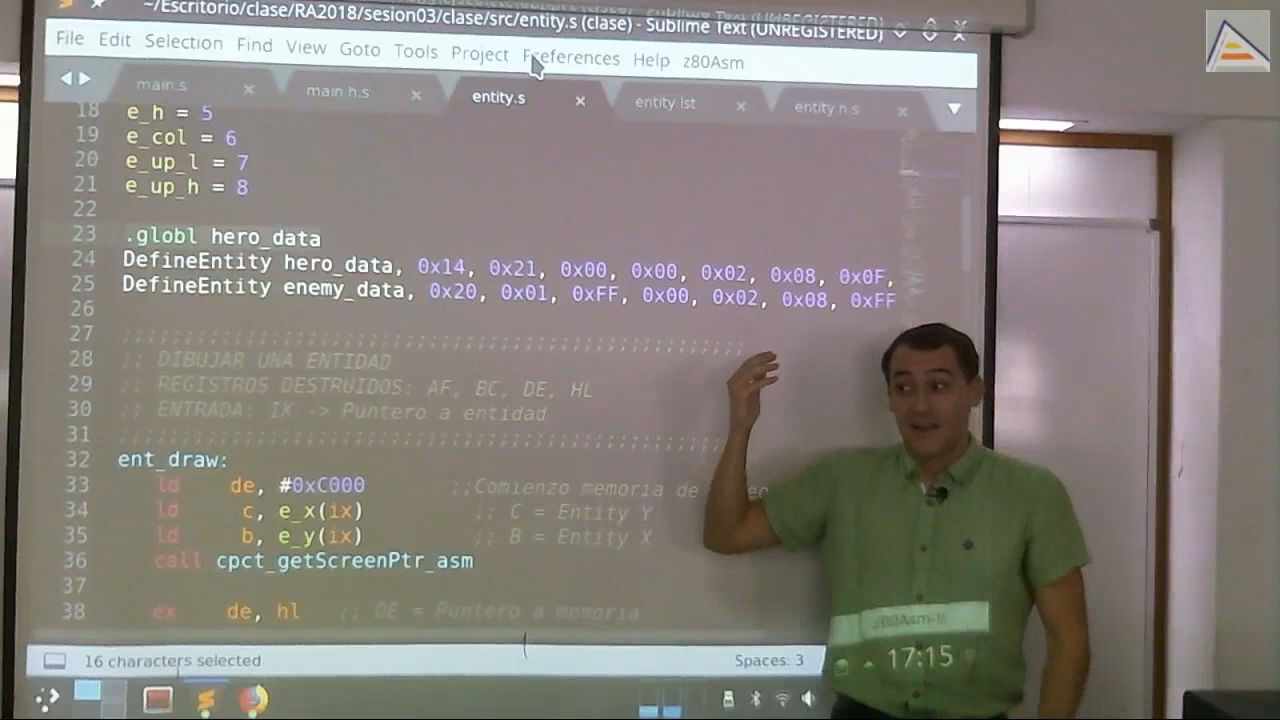 ~/Escritorio/clase/RA2018/sesion03/clase/src/entity.s (clase) - Sublime Text (UNREGISTERED)
File Edit Selection Find View Goto Tools Project Preferences Help z80Asm
main.s main.h.s entity.s entity.lst entity.h.s
18 e_h = 5
19 e_col = 6
20 e_up_l = 7
21 e_up_h = 8
22
23 .globl hero_data
24 DefineEntity hero_data, 0x14, 0x21, 0x00, 0x00, 0x02, 0x08, 0x0F,
25 DefineEntity enemy_data, 0x20, 0x01, 0xFF, 0x00, 0x02, 0x08, 0xFF
26
27 ;;;;;;;;;;;;;;;;;;;;;;;;;;;;;;;;;;;;;;;;;;;;;;;;;;;;
28 ;; DIBUJAR UNA ENTIDAD
29 ;; REGISTROS DESTRUIDOS: AF, BC, DE, HL
30 ;; ENTRADA: IX -> Puntero a entidad
31 ;;;;;;;;;;;;;;;;;;;;;;;;;;;;;;;;;;;;;;;;;;;;;;;;;;;
32 ent_draw:
33 ld de, #0xC000 ;;Comienzo memoria de
34 ld c, e_x(ix) ;; C = Entity Y
35 ld b, e_y(ix) ;; B = Entity X
36 call cpct_getScreenPtr_asm
37
38 ex de, hl ;; DE = Puntero a memoria
16 characters selected Spaces: 3
17:15